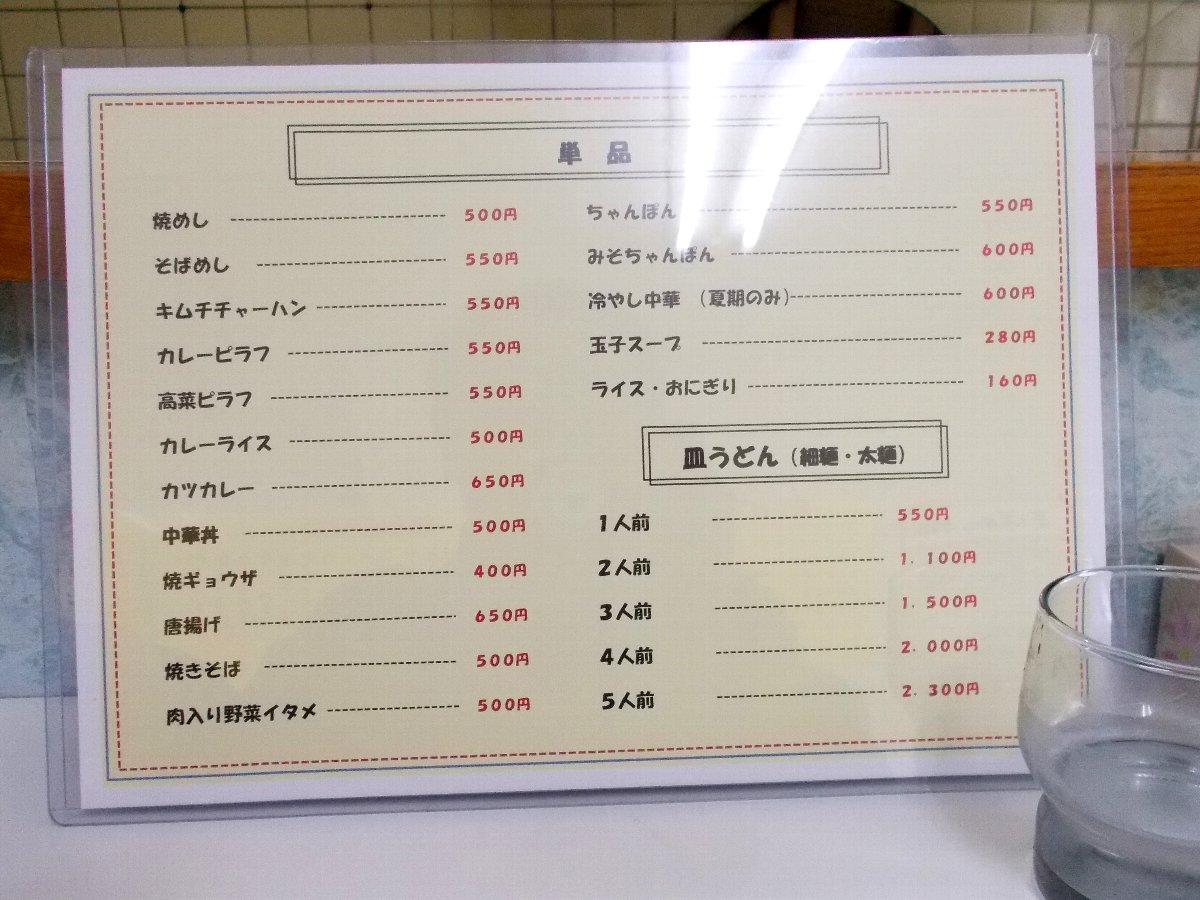 単 品
焼めし 500円
そばめし 550円
キムチチャーハン 550円
カレーピラフ 550円
高菜ピラフ 550円
カレーライス 500円
カツカレー 650円
中華丼 500円
焼ギョウザ 400円
唐揚げ 650円
焼きそば 500円
肉入り野菜イタメ 500円
ちゃんぽん 550円
みそちゃんぽん 600円
冷やし中華 (夏期のみ) 600円
玉子スープ 280円
ライス・おにぎり 160円
皿うどん (細麺・太麺)
1人前 550円
2人前 1,100円
3人前 1,500円
4人前 2,000円
5人前 2,300円